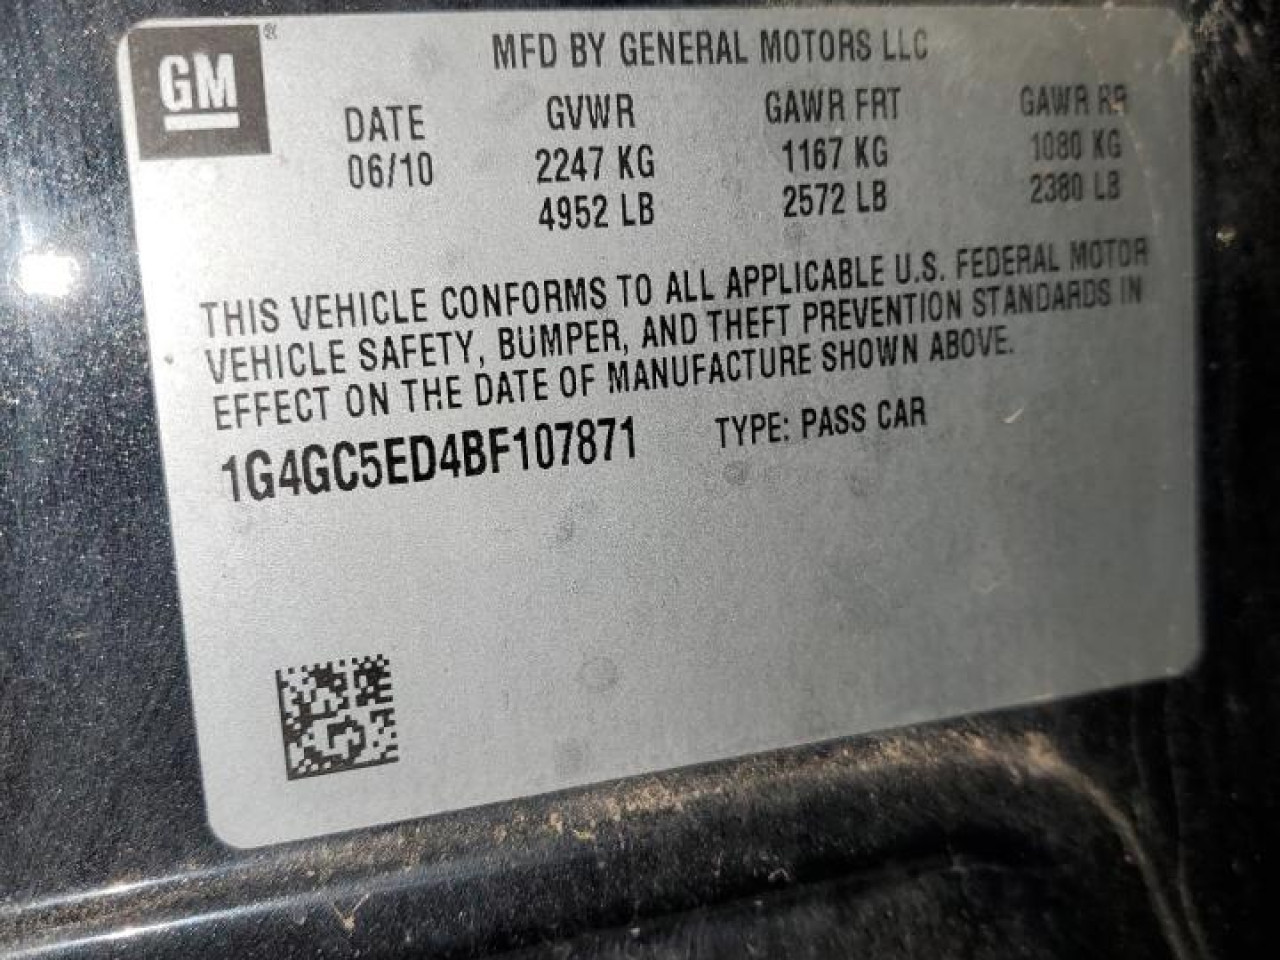 GM®
MFD BY GENERAL MOTORS LLC
DATE GVWR GAWR FRT GAWR RR
06/10 2247 KG 1167 KG 1080 KG
4952 LB 2572 LB 2380 LB
THIS VEHICLE CONFORMS TO ALL APPLICABLE U.S. FEDERAL MOTOR
VEHICLE SAFETY, BUMPER, AND THEFT PREVENTION STANDARDS IN
EFFECT ON THE DATE OF MANUFACTURE SHOWN ABOVE.
1G4GC5ED4BF107871 TYPE: PASS CAR